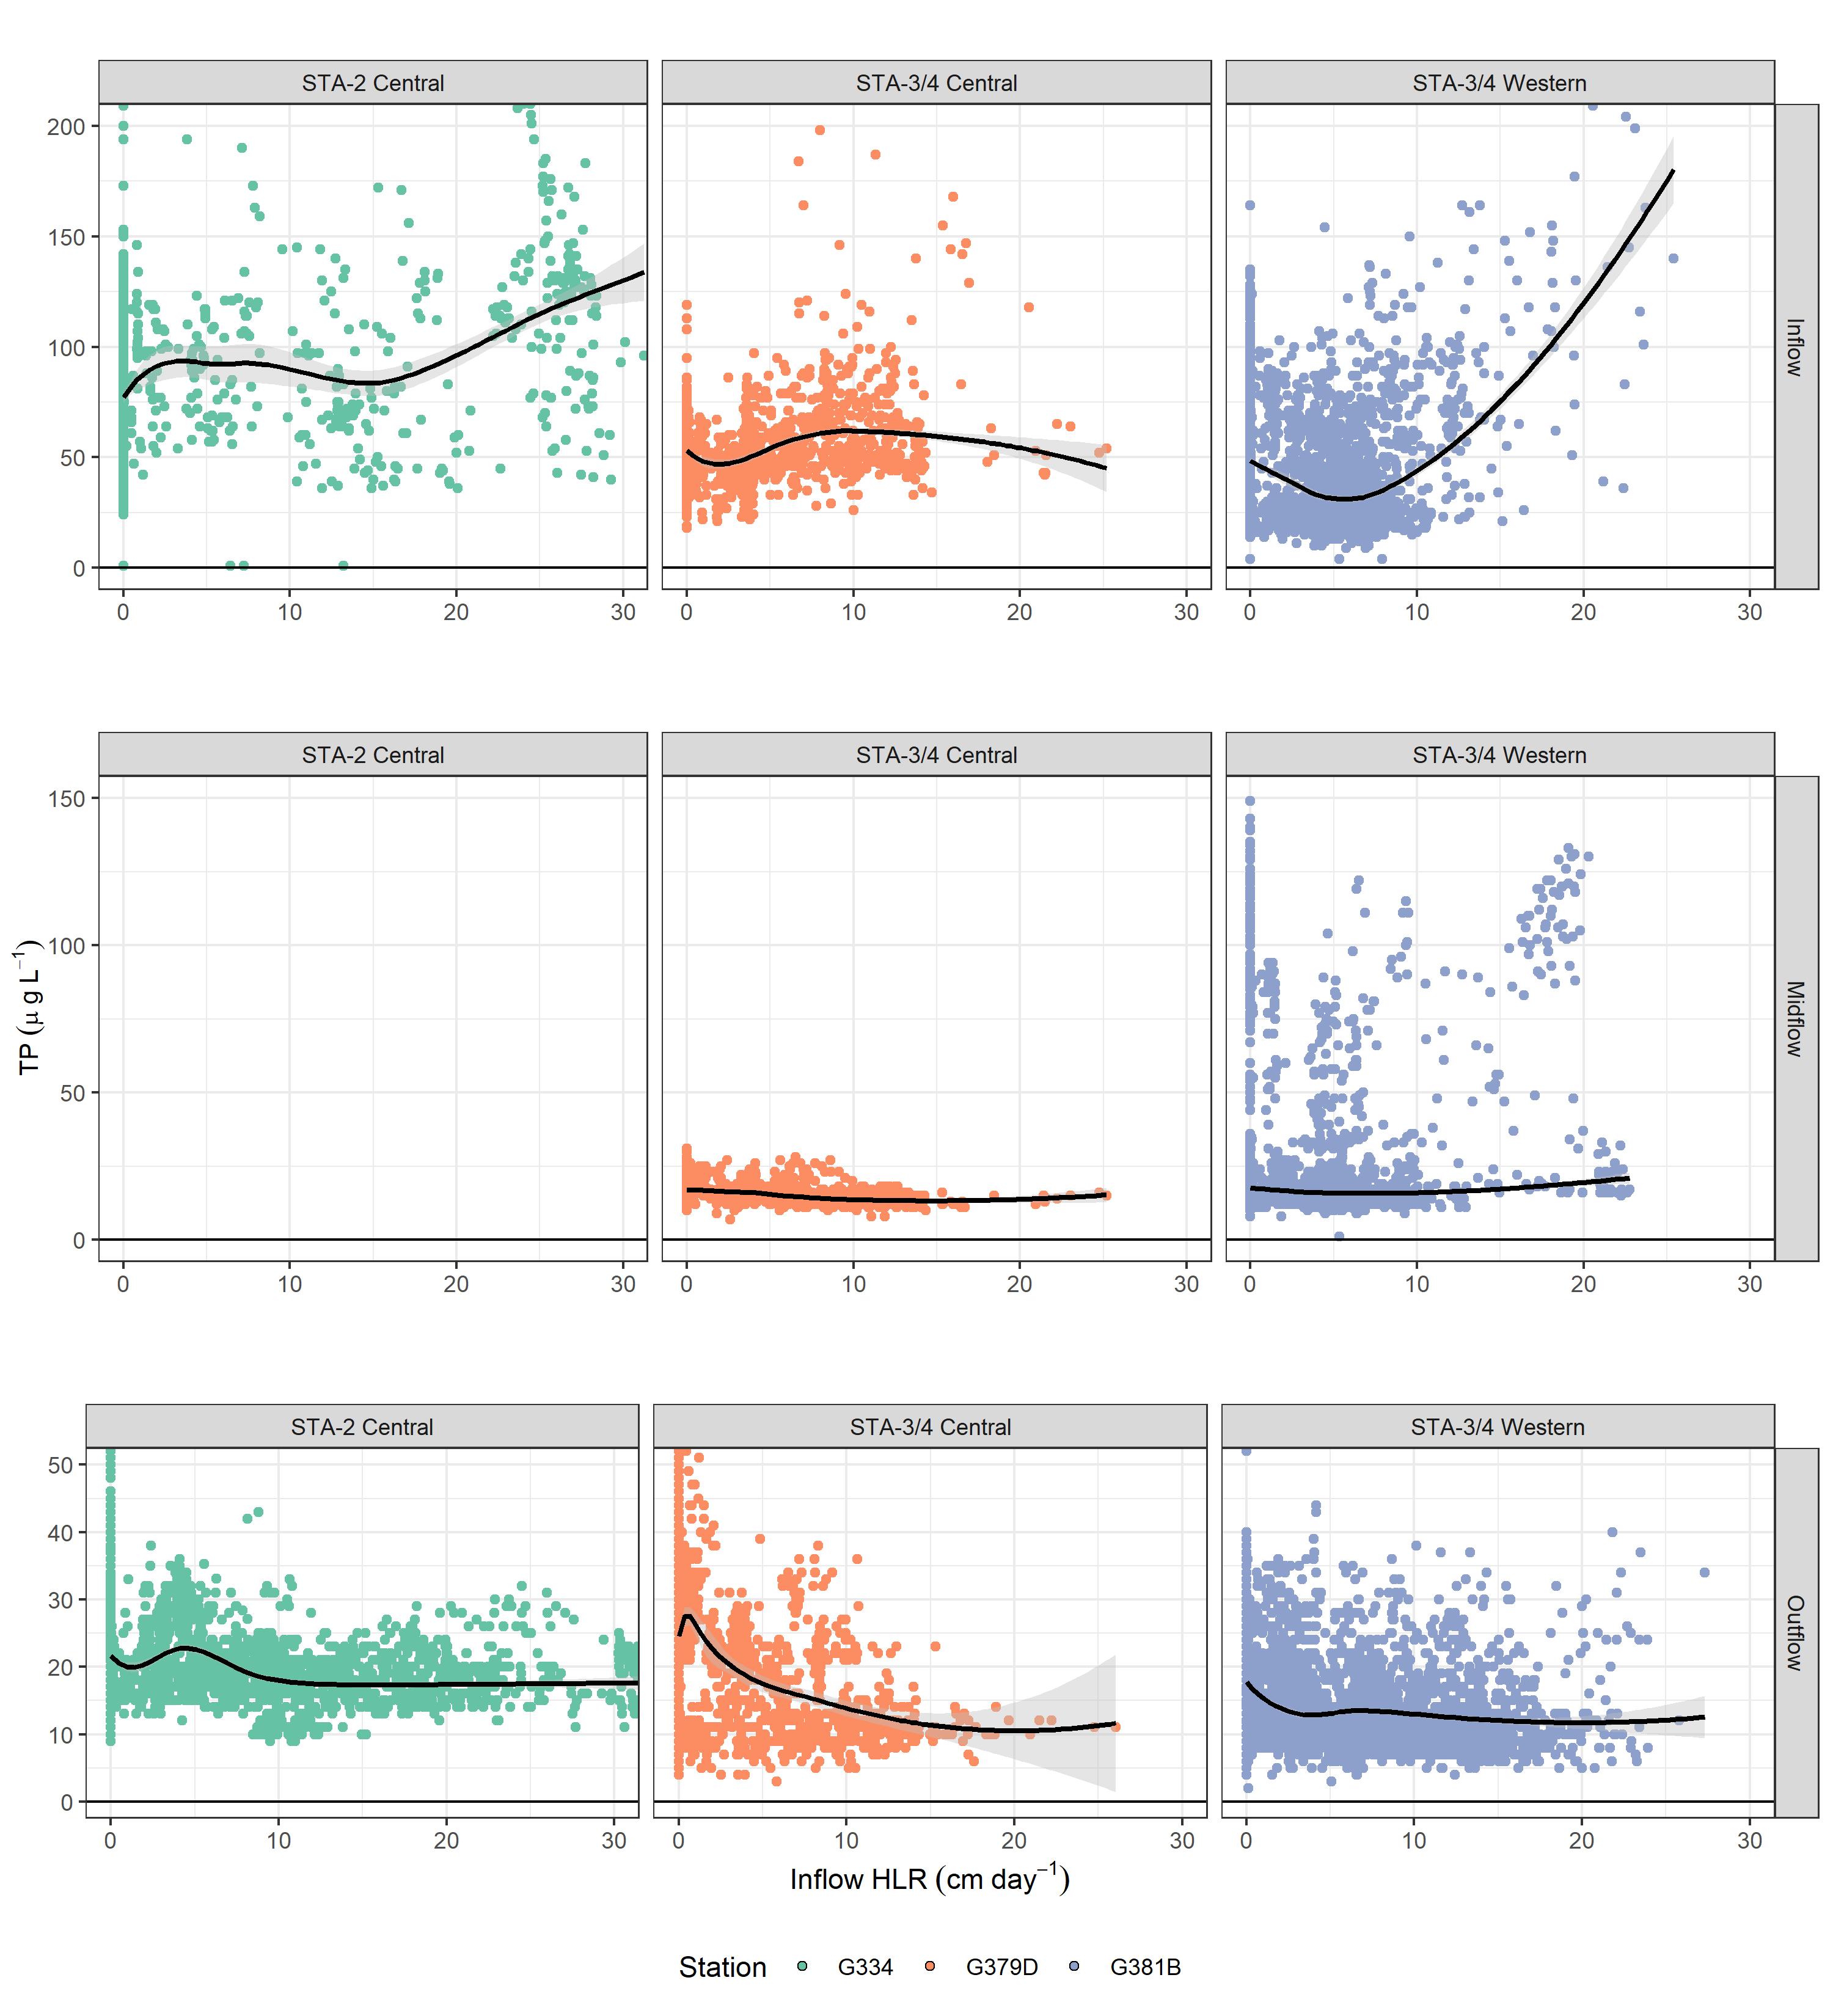 STA-2 Central STA-3/4 Central STA-3/4 Western
200
150
100
50
0
Inflow
0 10 20 30 0 10 20 30 0 10 20 30
STA-2 Central STA-3/4 Central STA-3/4 Western
150
100
50
0
Midflow
TP (μ g L⁻¹)
0 10 20 30 0 10 20 30 0 10 20 30
STA-2 Central STA-3/4 Central STA-3/4 Western
50
40
30
20
10
0
Outflow
0 10 20 30 0 10 20 30 0 10 20 30
Inflow HLR (cm day⁻¹)
Station G334 G379D G381B